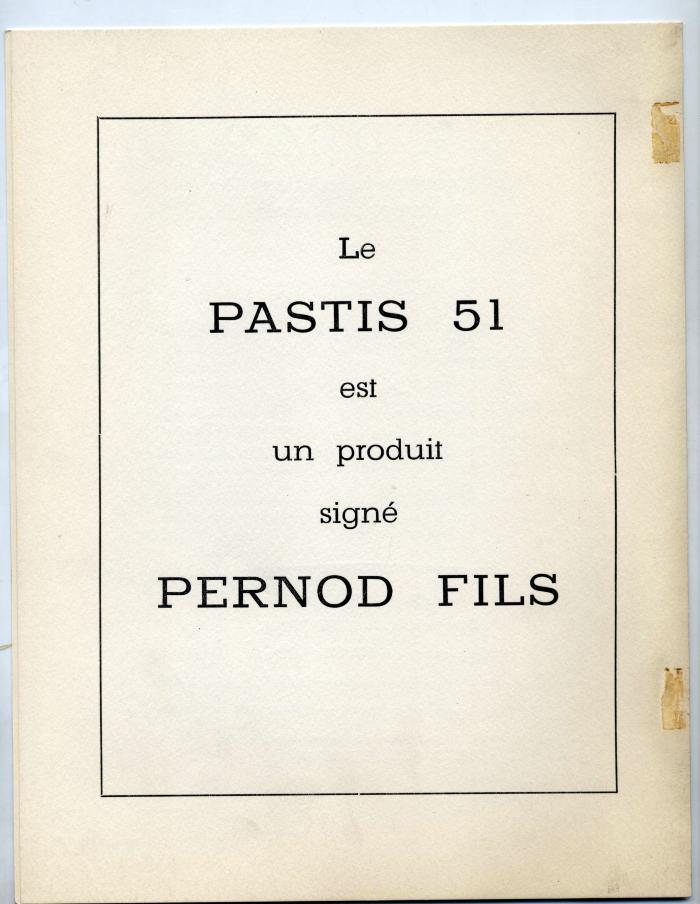 Le
PASTIS 51
est
un produit
signé
PERNOD FILS